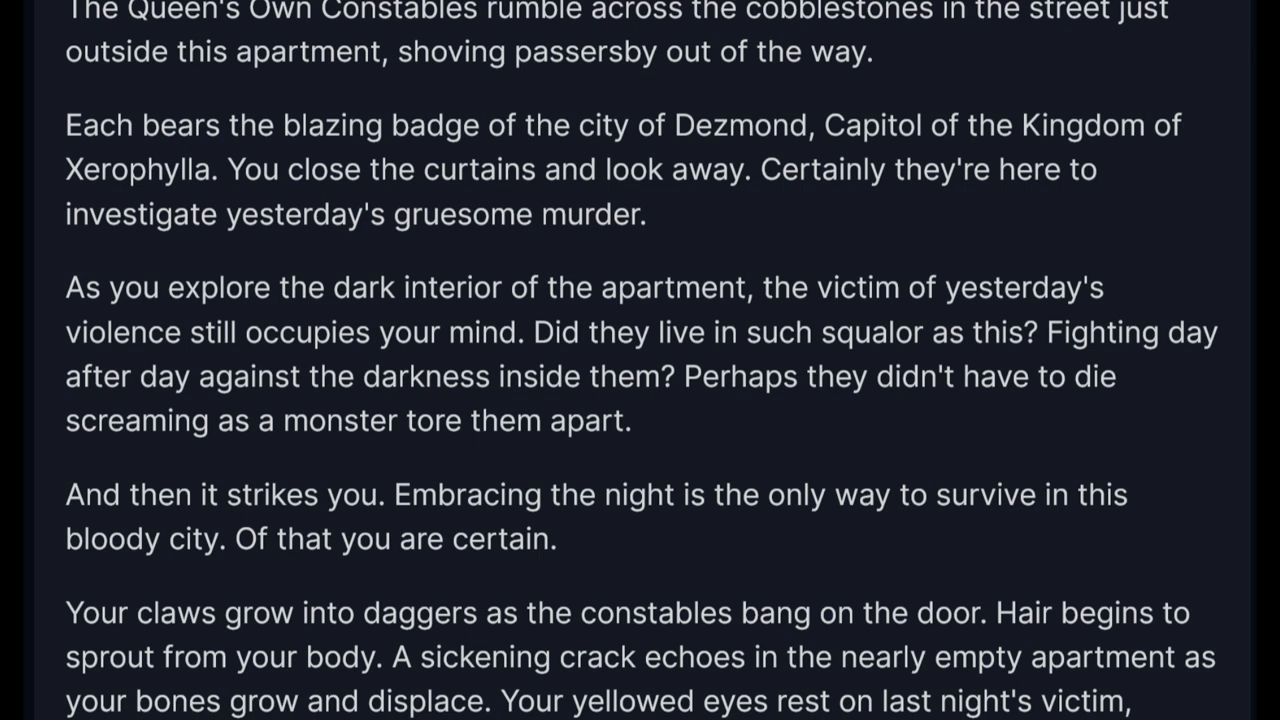 The Queen's Own Constables rumble across the cobblestones in the street just
outside this apartment, shoving passersby out of the way.
Each bears the blazing badge of the city of Dezmond, Capitol of the Kingdom of
Xerophylla. You close the curtains and look away. Certainly they're here to
investigate yesterday's gruesome murder.
As you explore the dark interior of the apartment, the victim of yesterday's
violence still occupies your mind. Did they live in such squalor as this? Fighting day
after day against the darkness inside them? Perhaps they didn't have to die
screaming as a monster tore them apart.
And then it strikes you. Embracing the night is the only way to survive in this
bloody city. Of that you are certain.
Your claws grow into daggers as the constables bang on the door. Hair begins to
sprout from your body. A sickening crack echoes in the nearly empty apartment as
your bones grow and displace. Your yellowed eyes rest on last night's victim,